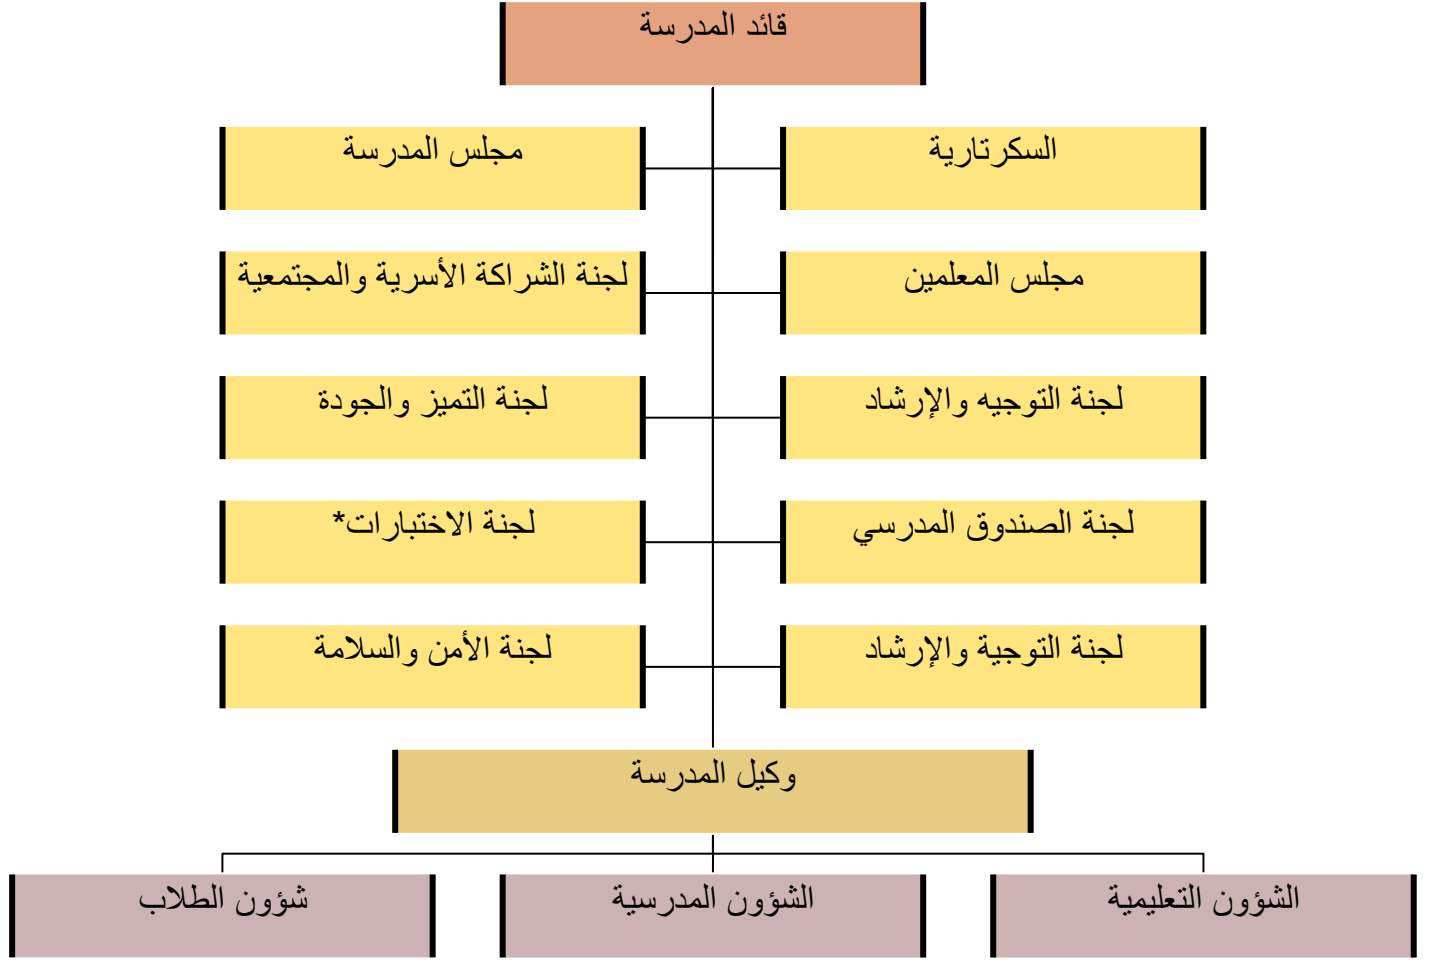 قائد المدرسة
السكرتارية
مجلس المدرسة
مجلس المعلمين
لجنة الشراكة الأسرية والمجتمعية
لجنة التوجيه والإرشاد
لجنة التميز والجودة
لجنة الصندوق المدرسي
لجنة الاختبارات*
لجنة التوجية والإرشاد
لجنة الأمن والسلامة
وكيل المدرسة
الشؤون التعليمية
الشؤون المدرسية
شؤون الطلاب